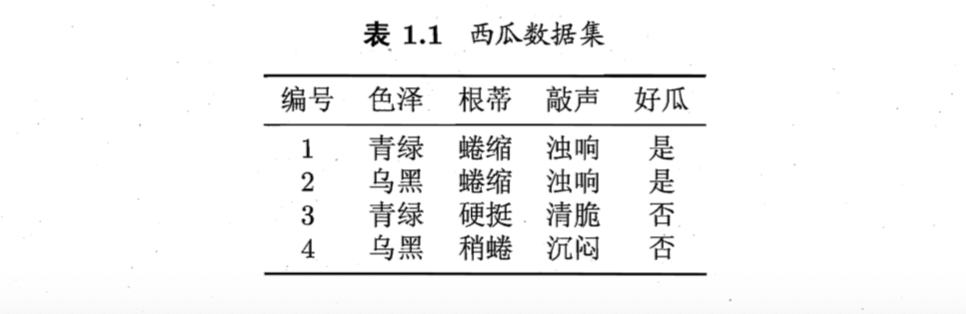 表 1.1 西瓜数据集
编号 色泽 根蒂 敲声 好瓜
1 青绿 蜷缩 浊响 是
2 乌黑 蜷缩 浊响 是
3 青绿 硬挺 清脆 否
4 乌黑 稍蜷 沉闷 否